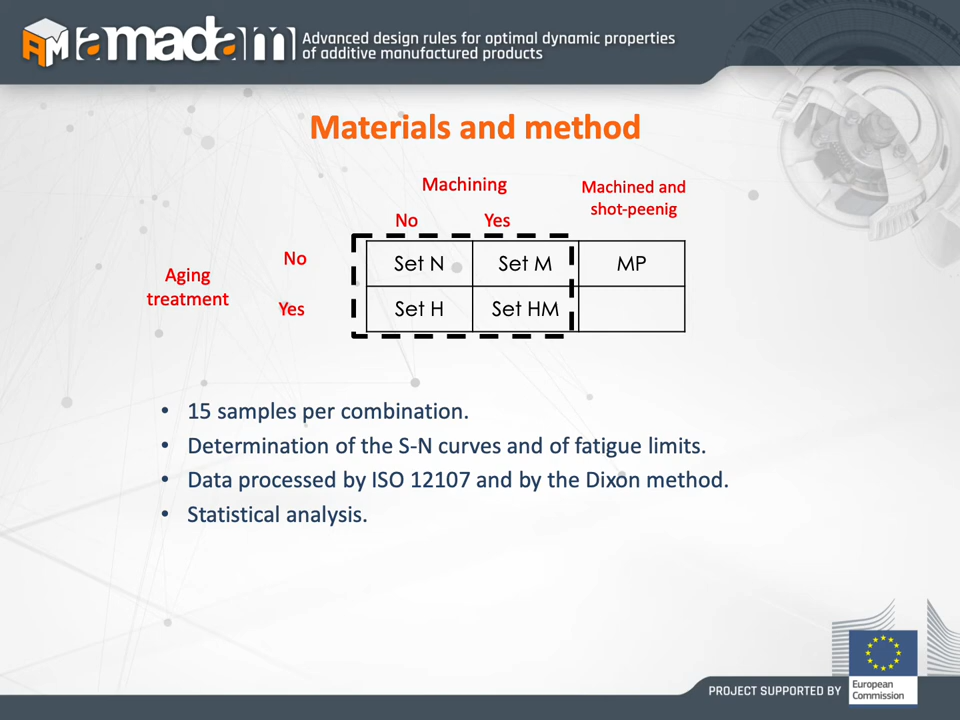 AM amadam
Advanced design rules for optimal dynamic properties
of additive manufactured products
Materials and method
Machining
Machined and
shot-peenig
No Yes
Aging
treatment
No Set N Set M MP
Yes Set H Set HM
• 15 samples per combination.
• Determination of the S-N curves and of fatigue limits.
• Data processed by ISO 12107 and by the Dixon method.
• Statistical analysis.
PROJECT SUPPORTED BY
European
Commission